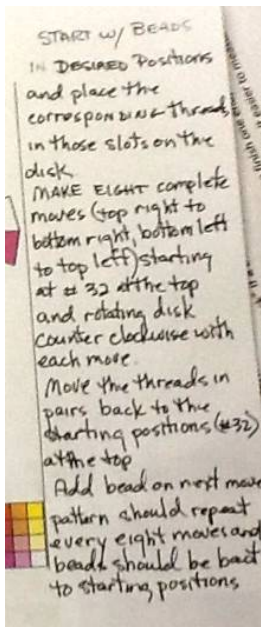 START W/ BEADS
IN DESIRED Positions
and place the
corresponding threads
in those slots on the
disk.
MAKE EIGHT complete
moves (top right to
bottom right, bottom left
to top left) starting
at # 32 at the top
and rotating disk
counter clockwise with
each move.
Move the threads in
pairs back to the
starting positions (#32)
at the top
Add bead on next move
pattern should repeat
every eight moves and
beads should be back
to starting positions
finish one
easier to